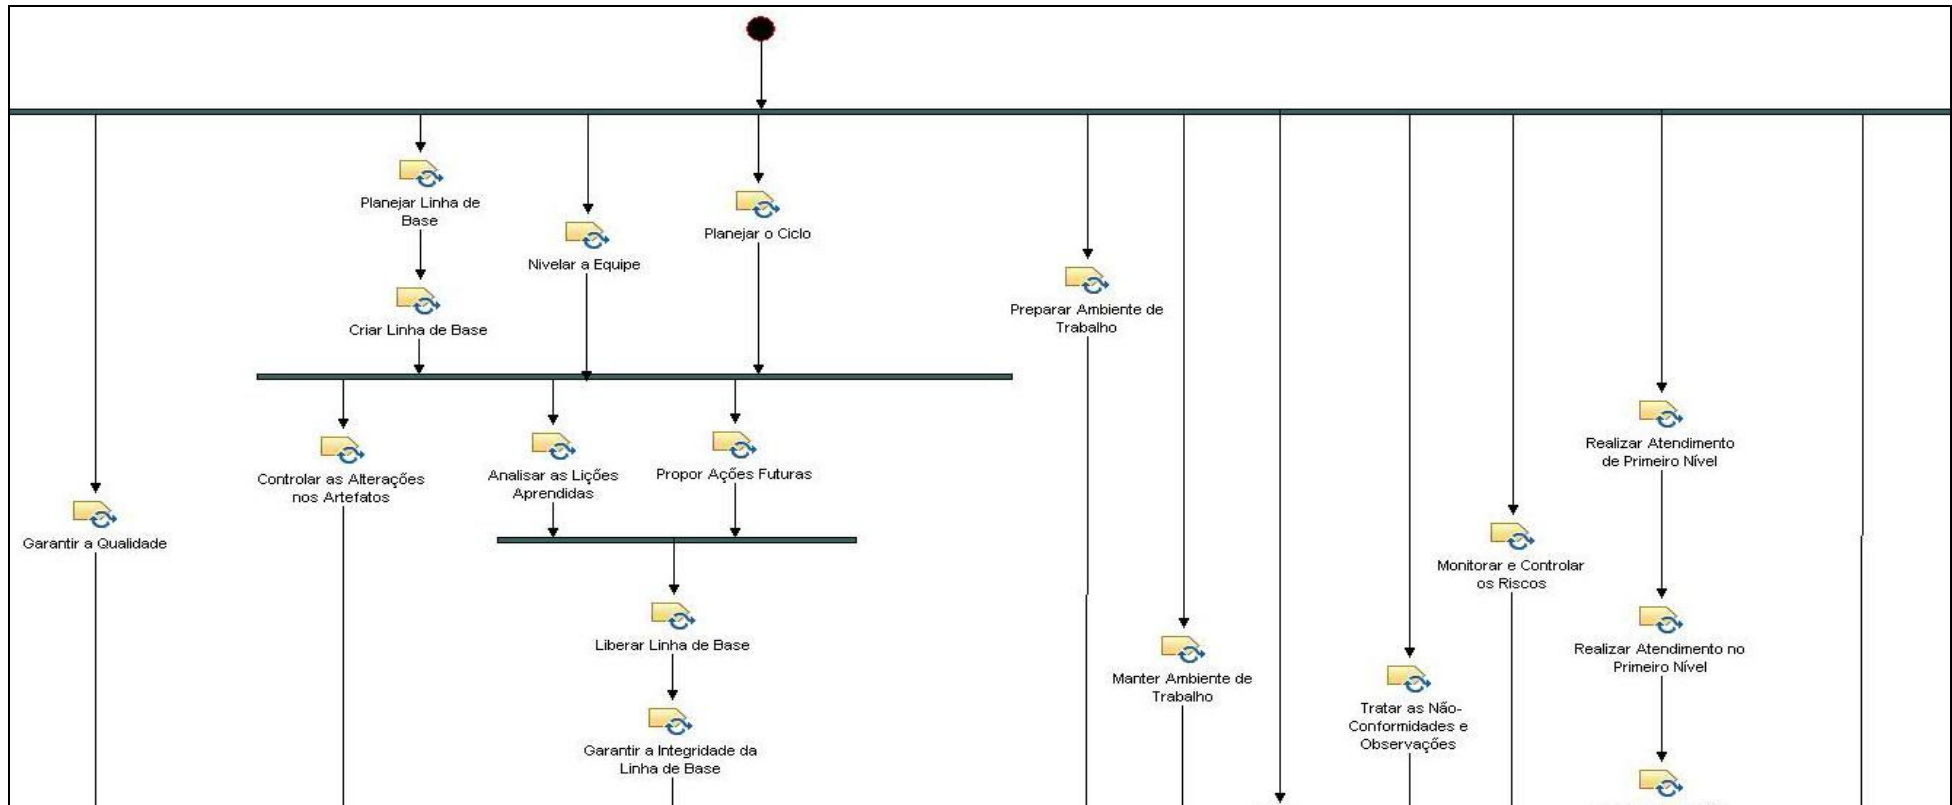 Planejar Linha de
Base
Planejar o Ciclo
Nivelar a Equipe
Criar Linha de Base
Preparar Ambiente de
Trabalho
Controlar as Alterações
nos Artefatos
Analisar as Lições
Aprendidas
Propor Ações Futuras
Realizar Atendimento
de Primeiro Nível
Garantir a Qualidade
Monitorar e Controlar
os Riscos
Liberar Linha de Base
Realizar Atendimento no
Primeiro Nível
Manter Ambiente de
Trabalho
Tratar as Não-
Conformidades e
Observações
Garantir a Integridade da
Linha de Base